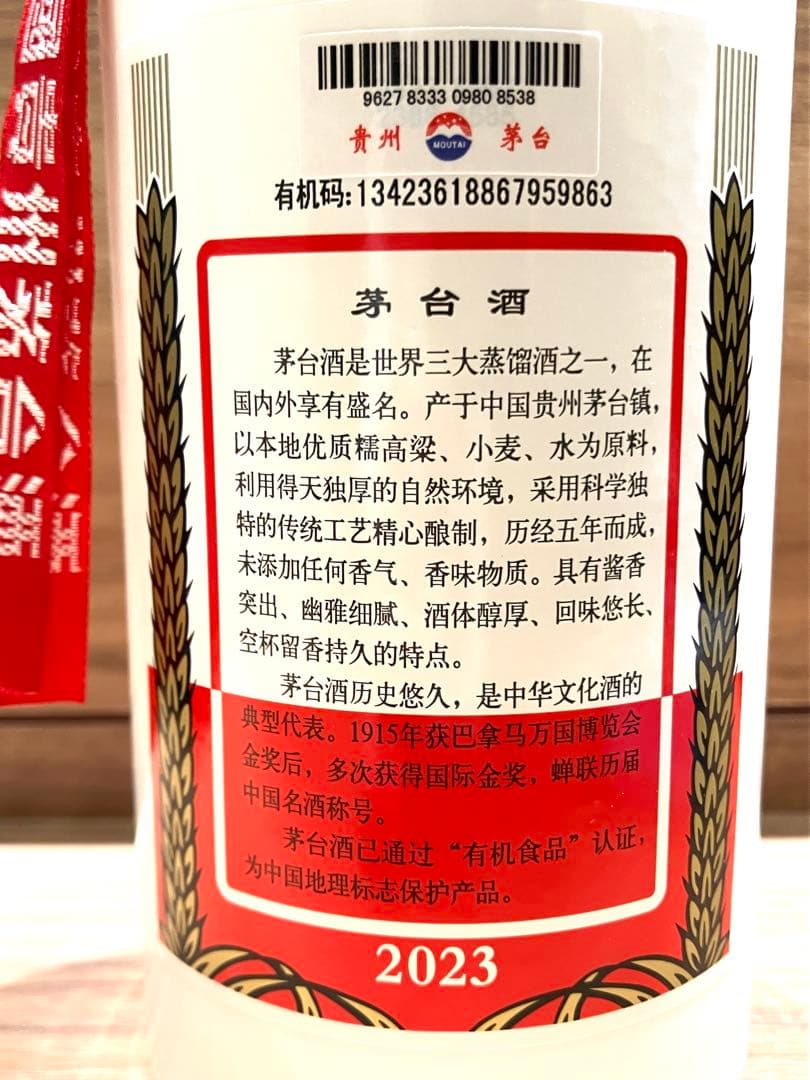 9627 8333 0980 8538
贵州 MOUTAI 茅台
有机码:13423618867959863
茅台酒
茅台酒是世界三大蒸馏酒之一，在
国内外享有盛名。产于中国贵州茅台镇，
以本地优质糯高粱、小麦、水为原料，
利用得天独厚的自然环境，采用科学独
特的传统工艺精心酿制，历经五年而成，
未添加任何香气、香味物质。具有酱香
突出、幽雅细腻、酒体醇厚、回味悠长、
空杯留香持久的特点。
茅台酒历史悠久，是中华文化酒的
典型代表。1915年获巴拿马万国博览会
金奖后，多次获得国际金奖，蝉联历届
中国名酒称号。
茅台酒已通过“有机食品”认证，
为中国地理标志保护产品。
2023